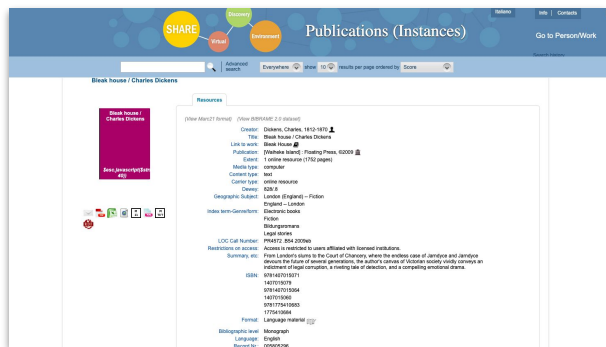 Italiano Info | Contacts
SHARE
Virtual
Discovery
Environment
Publications (Instances)
Go to Person/Work
Advanced search Everywhere show 10 results per page ordered by: Score
Bleak house / Charles Dickens
Resources
Bleak house /
Charles Dickens
(View Marc21 format) (View BIBFRAME 2.0 dataset)
Creator: Dickens, Charles, 1812-1870
Title: Bleak house / Charles Dickens
Link to work: Bleak House
Publication: [Waiheke Island] : Floating Press, ©2009
Extent: 1 online resource (1752 pages)
Media type: computer
Content type: text
Carrier type: online resource
Dewey: 828/.8
Geographic Subject: London (England) -- Fiction
England -- London
Index term-Genre/form: Electronic books
Fiction
Bildungsromans
Legal stories
LOC Call Number: PR4572 .B54 2009eb
Restrictions on access: Access is restricted to users affiliated with licensed institutions.
Summary, etc: From London's slums to the Court of Chancery, where the endless case of Jarndyce and Jarndyce
devours the future of several generations, the author's canvas of Victorian society vividly conveys an
indictment of legal corruption, a riveting tale of detection, and a compelling emotional drama.
ISBN: 9781407015071
1407015079
9781407015064
1407015060
9781775410683
1775410684
Format: Language material
Bibliographic level: Monograph
Language: English